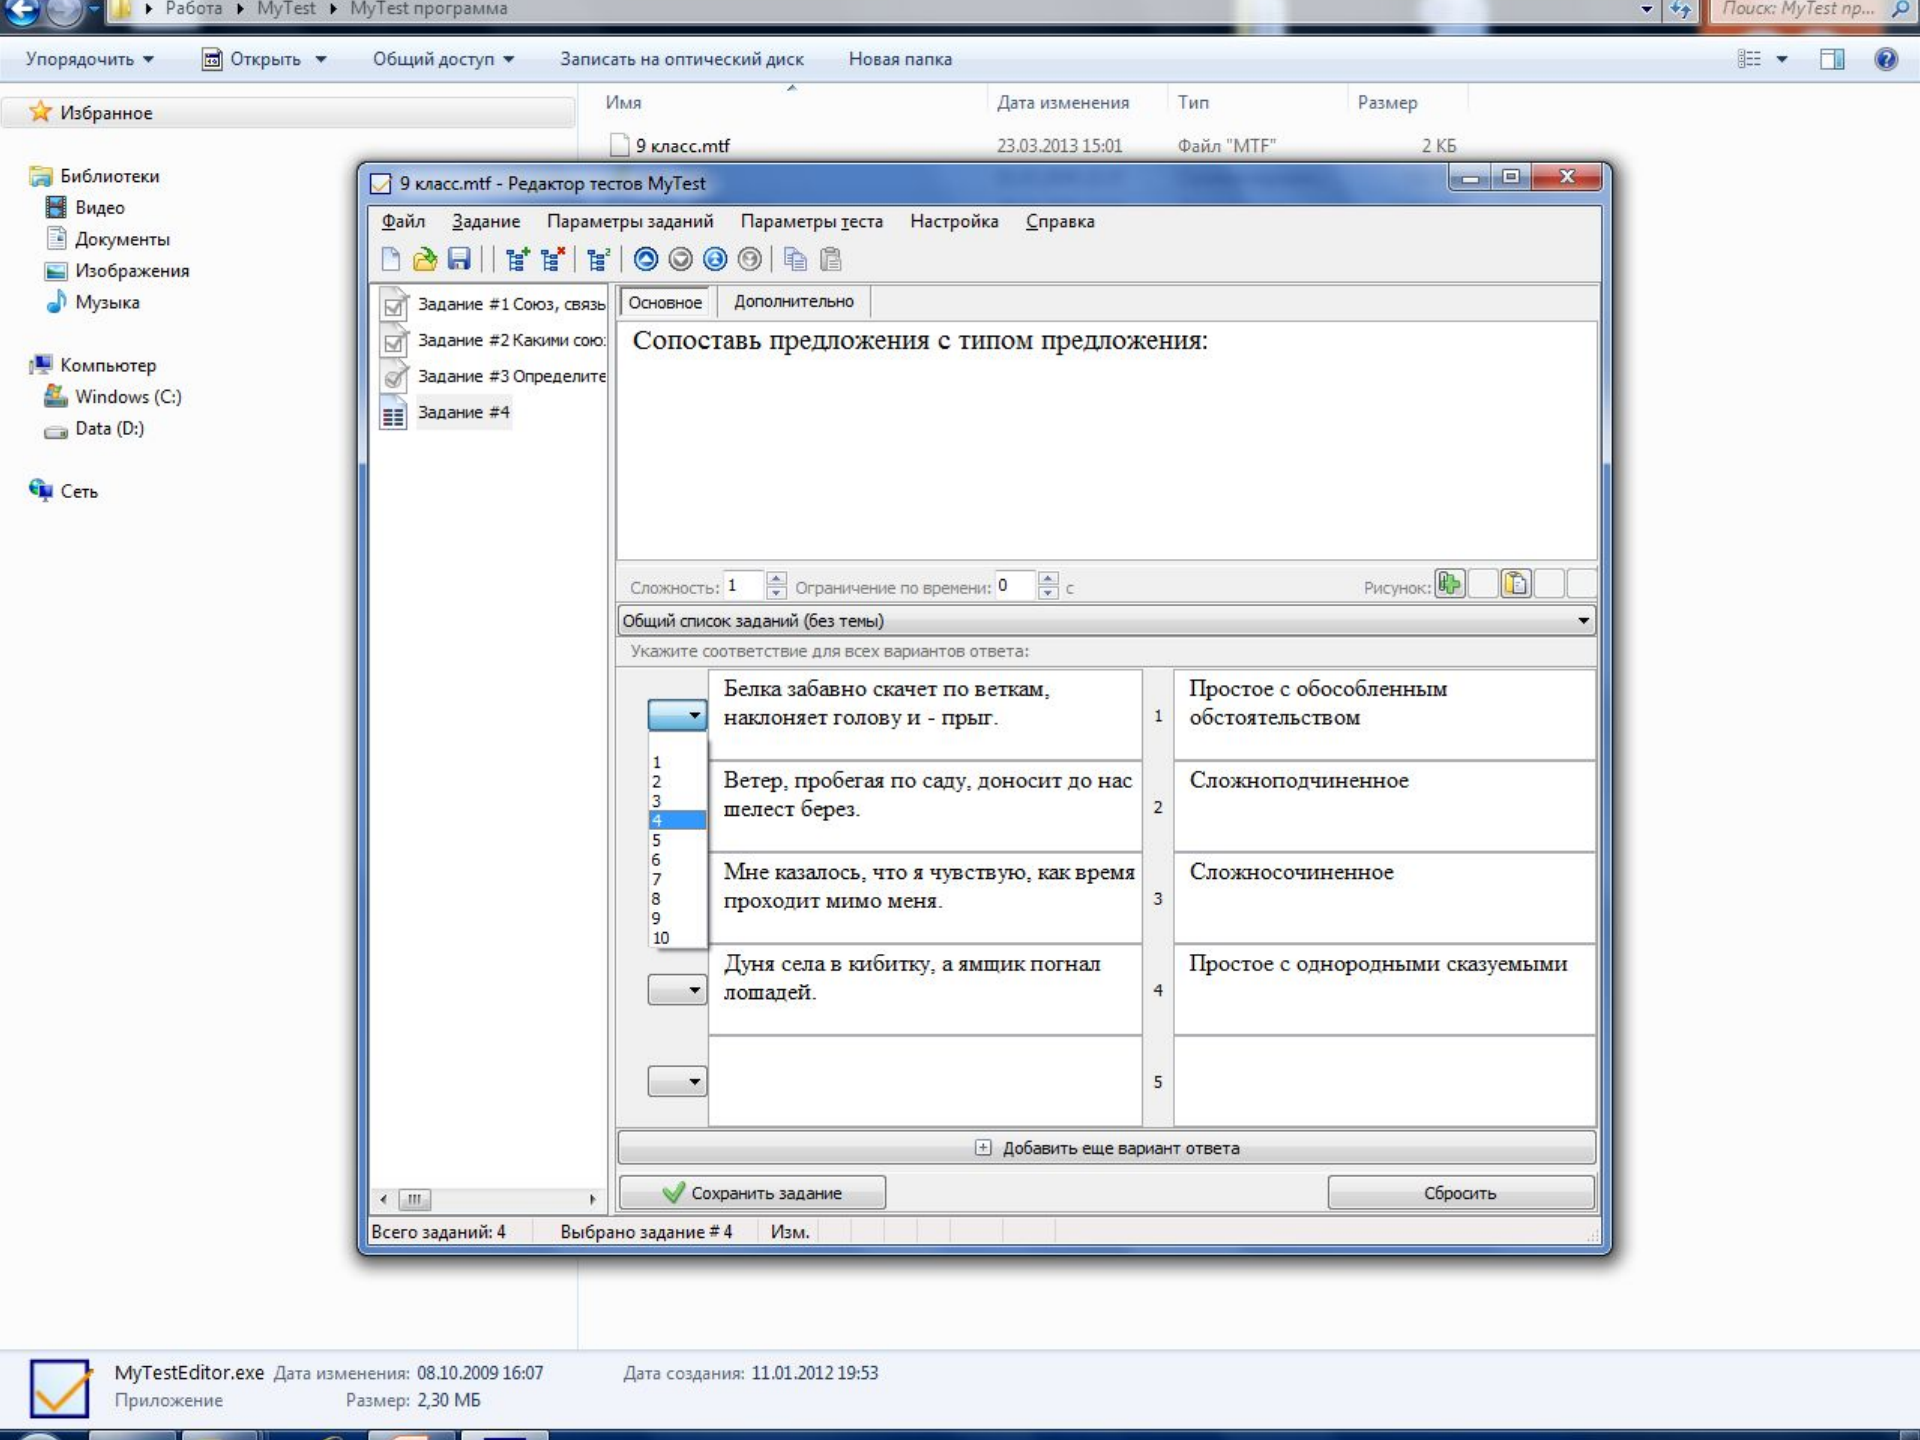 Работа MyTest MyTest программа
Поиск: MyTest пр...
Упорядочить Открыть Общий доступ Записать на оптический диск Новая папка
Избранное
Имя Дата изменения Тип Размер
9 класс.mtf 23.03.2013 15:01 Файл "MTF" 2 КБ
Библиотеки
Видео
Документы
Изображения
Музыка
Компьютер
Windows (C:)
Data (D:)
Сеть
9 класс.mtf - Редактор тестов MyTest
Файл Задание Параметры заданий Параметры теста Настройка Справка
Задание #1 Союз, связь
Задание #2 Какими сою
Задание #3 Определите
Задание #4
Основное Дополнительно
Сопоставь предложения с типом предложения:
Сложность: 1 Ограничение по времени: 0 с Рисунок:
Общий список заданий (без темы)
Укажите соответствие для всех вариантов ответа:
Белка забавно скачет по веткам,
наклоняет голову и - прыг.
1
Простое с обособленным
обстоятельством
1
2
3
4
5
6
7
8
9
10
Ветер, пробегая по саду, доносит до нас
шелест берез.
2
Сложноподчиненное
Мне казалось, что я чувствую, как время
проходит мимо меня.
3
Сложносочиненное
Дуня села в кибитку, а ямщик погнал
лошадей.
4
Простое с однородными сказуемыми
5
Добавить еще вариант ответа
Сохранить задание Сбросить
Всего заданий: 4 Выбрано задание # 4 Изм.
MyTestEditor.exe Дата изменения: 08.10.2009 16:07 Дата создания: 11.01.2012 19:53
Приложение Размер: 2,30 МБ